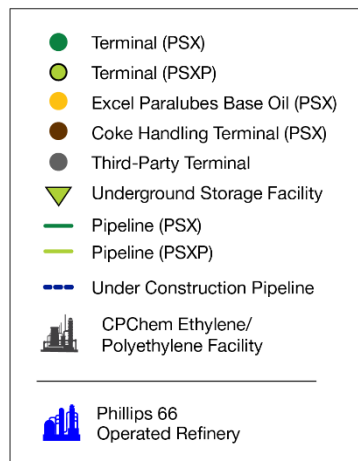 Terminal (PSX)
Terminal (PSXP)
Excel Paralubes Base Oil (PSX)
Coke Handling Terminal (PSX)
Third-Party Terminal
Underground Storage Facility
Pipeline (PSX)
Pipeline (PSXP)
Under Construction Pipeline
CPChem Ethylene/
Polyethylene Facility
Phillips 66
Operated Refinery